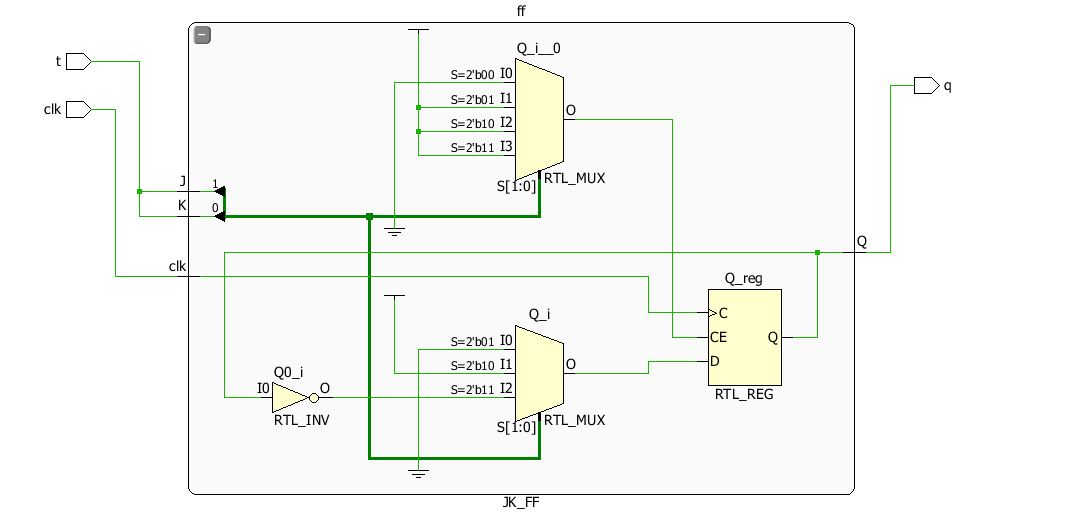 ff
t
clk
Q_i__0
S=2'b00 I0
S=2'b01 I1
S=2'b10 I2
S=2'b11 I3
O
S[1:0]
RTL_MUX
q
J
1
K
0
clk
Q
Q_reg
C
CE
Q
D
RTL_REG
Q_i
S=2'b01 I0
S=2'b10 I1
S=2'b11 I2
O
S[1:0]
RTL_MUX
Q0_i
I0
O
RTL_INV
JK_FF